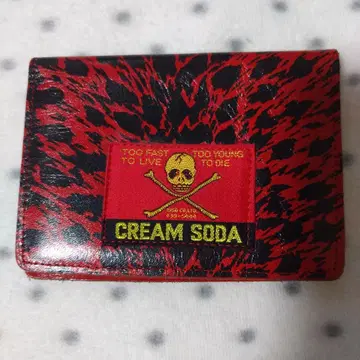 TOO FAST TOO YOUNG
TO LIVE TO DIE
CREAM SODA